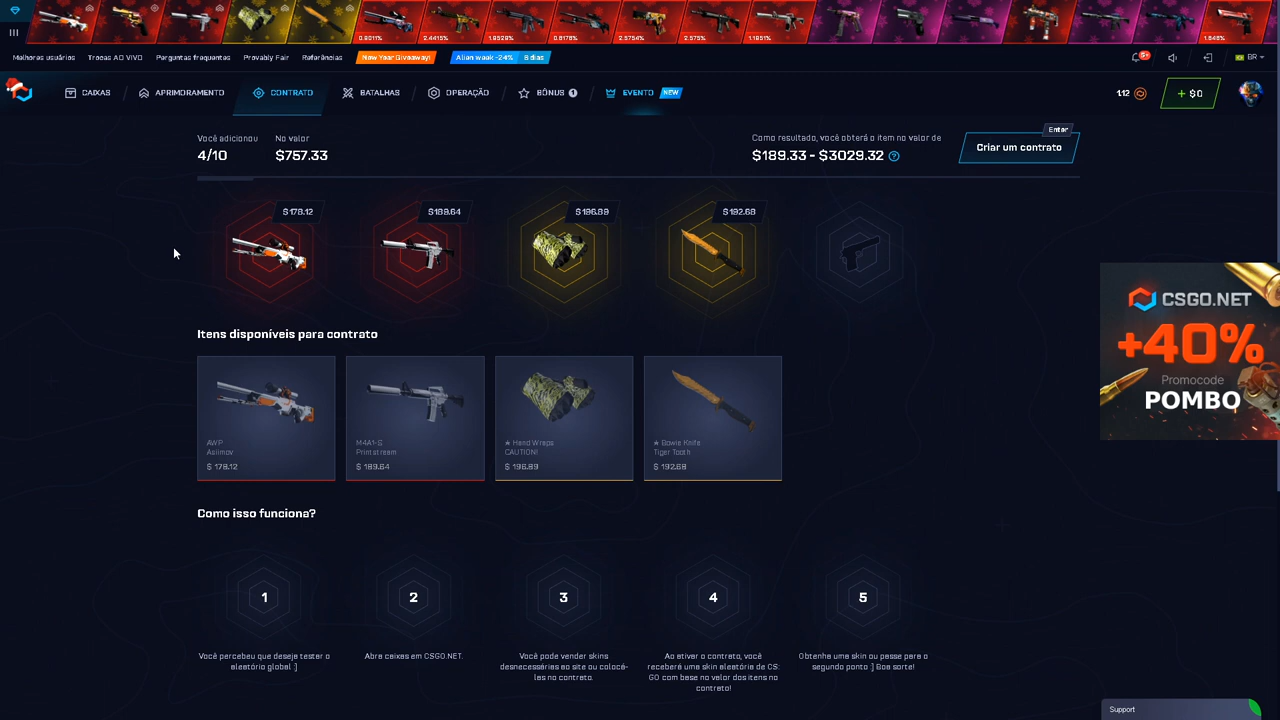 0.9011%
2.4415%
1.8529%
0.6178%
2.5754%
2.575%
1.1951%
1.646%
Melhores usuários
Trocas AO VIVO
Perguntas frequentes
Provably Fair
Referências
New Year Giveaway!
Alien week -24%
8 dias
5+
BR
CAIXAS
APRIMORAMENTO
CONTRATO
BATALHAS
OPERAÇÃO
BÔNUS
1
EVENTO
NEW
1.12
+ $0
Você adicionou
4/10
No valor
$757.33
Como resultado, você obterá o item no valor de
$189.33 - $3029.32
?
Enter
Criar um contrato
$178.12
$189.64
$196.89
$192.68
Itens disponíveis para contrato
AWP
Asiimov
$ 178.12
M4A1-S
Printstream
$ 189.64
★ Hand Wraps
CAUTION!
$ 196.89
★ Bowie Knife
Tiger Tooth
$ 192.68
CSGO.NET
+40%
Promocode
POMBO
Como isso funciona?
1
2
3
4
5
Você percebeu que deseja testar o
aleatório global :)
Abra caixas em CSGO.NET.
Você pode vender skins
desnecessárias ao site ou colocá-
las no contrato.
Ao ativar o contrato, você
receberá uma skin aleatória de CS:
GO com base no valor dos itens no
contrato!
Obtenha uma skin ou passe para o
segundo ponto :) Boa sorte!
Support